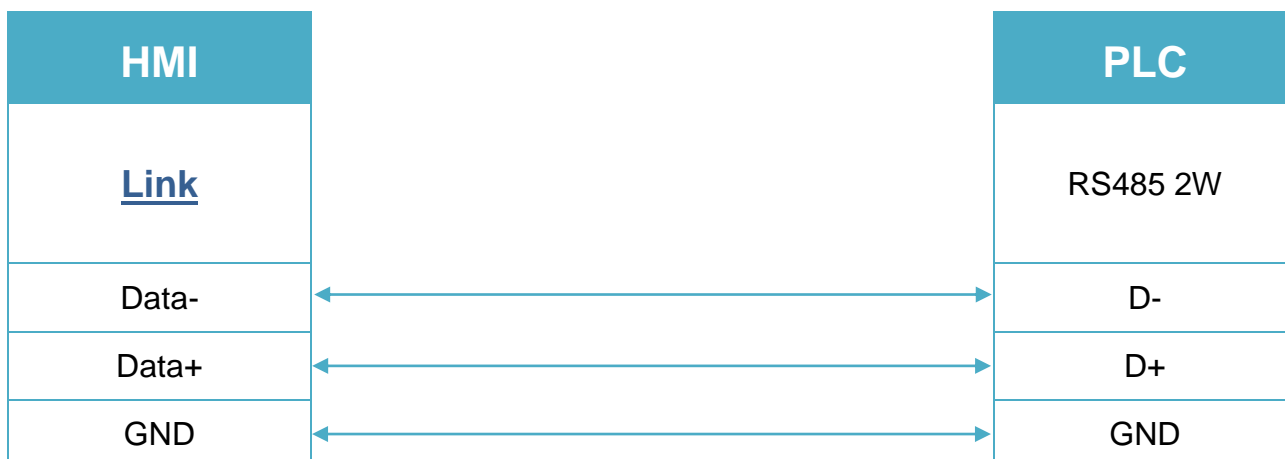 HMI
PLC
Link
RS485 2W
Data-
D-
Data+
D+
GND
GND